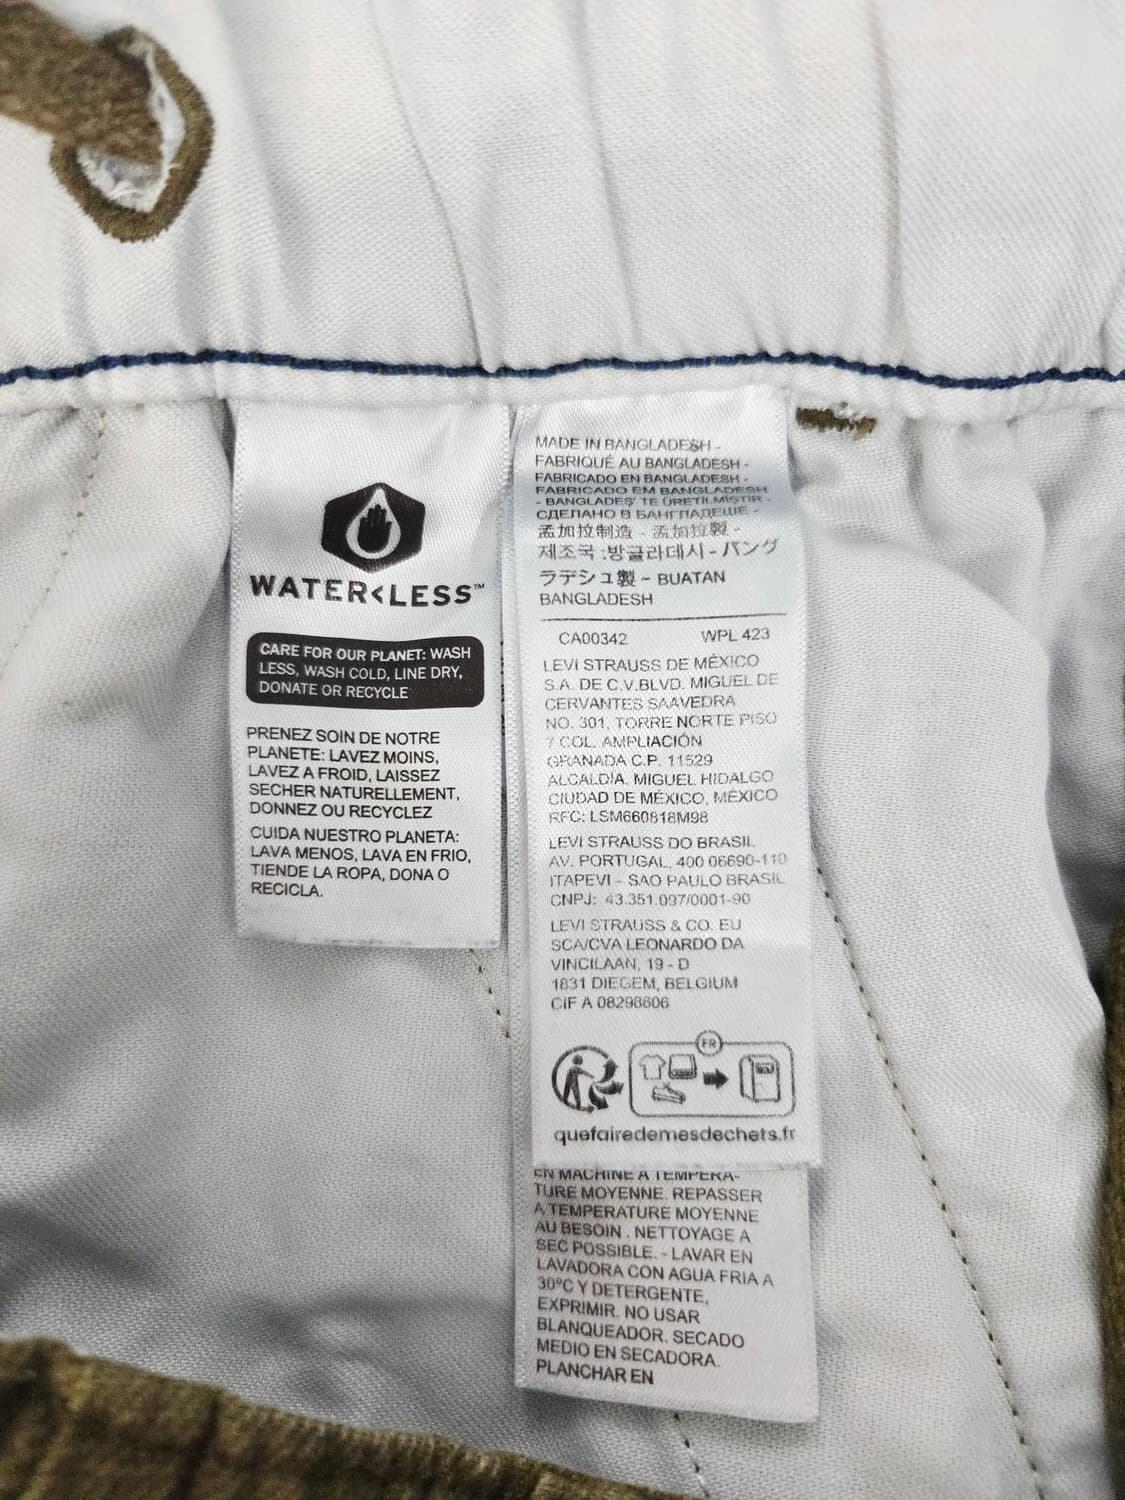 WATER<LESS™
CARE FOR OUR PLANET: WASH
LESS, WASH COLD, LINE DRY,
DONATE OR RECYCLE
PRENEZ SOIN DE NOTRE
PLANETE: LAVEZ MOINS,
LAVEZ A FROID, LAISSEZ
SECHER NATURELLEMENT,
DONNEZ OU RECYCLEZ
CUIDA NUESTRO PLANETA:
LAVA MENOS, LAVA EN FRIO,
TIENDE LA ROPA, DONA O
RECICLA.
MADE IN BANGLADESH -
FABRIQUÉ AU BANGLADESH -
FABRICADO EN BANGLADESH -
FABRICADO EM BANGLADESH
- BANGLADEŞ' TE ÜRETİLMİŞTİR -
СДЕЛАНО В БАНГЛАДЕШЕ -
孟加拉制造 - 孟加拉製 -
제조국 :방글라데시 - バング
ラデシュ製 - BUATAN
BANGLADESH
CA00342 WPL 423
LEVI STRAUSS DE MÉXICO
S.A. DE C.V.BLVD. MIGUEL DE
CERVANTES SAAVEDRA
NO. 301, TORRE NORTE PISO
7 COL. AMPLIACIÓN
GRANADA C.P. 11529
ALCALDÍA. MIGUEL HIDALGO
CIUDAD DE MÉXICO, MÉXICO
RFC: LSM660818M98
LEVI STRAUSS DO BRASIL
AV. PORTUGAL, 400 06690-110
ITAPEVI - SAO PAULO BRASIL
CNPJ: 43.351.097/0001-90
LEVI STRAUSS & CO. EU
SCA/CVA LEONARDO DA
VINCILAAN, 19 - D
1831 DIEGEM, BELGIUM
CIF A 08298606
FR
quefairedemesdechets.fr
EN MACHINE A TEMPERA-
TURE MOYENNE. REPASSER
A TEMPERATURE MOYENNE
AU BESOIN . NETTOYAGE A
SEC POSSIBLE. - LAVAR EN
LAVADORA CON AGUA FRIA A
30ºC Y DETERGENTE,
EXPRIMIR. NO USAR
BLANQUEADOR. SECADO
MEDIO EN SECADORA.
PLANCHAR EN